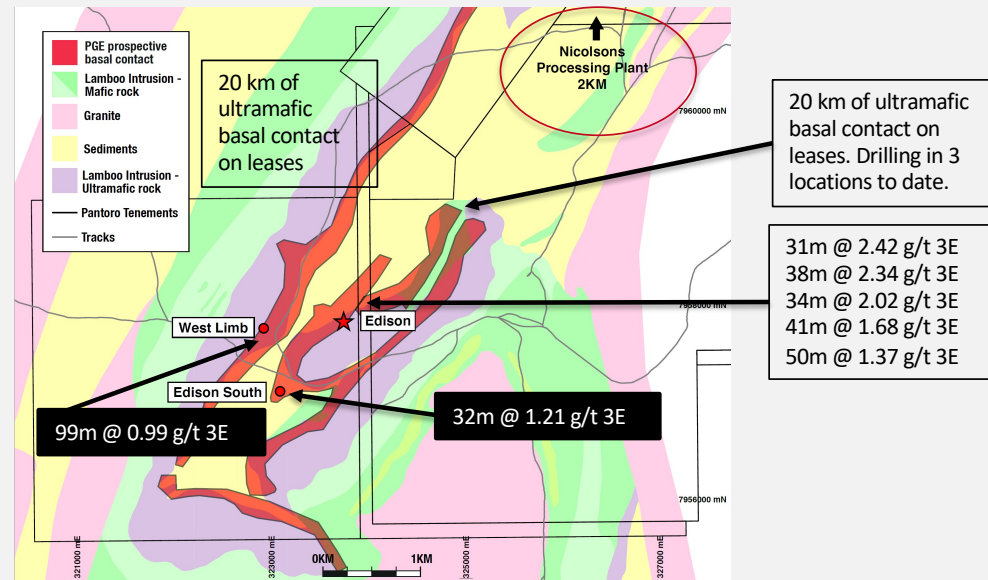 PGE prospective
basal contact
Lamboo Intrusion -
Mafic rock
Granite
Sediments
Lamboo Intrusion -
Ultramafic rock
Pantoro Tenements
Tracks
20 km of
ultramafic
basal contact
on leases
Nicolsons
Processing Plant
2KM
7960000 mN
20 km of ultramafic
basal contact on
leases. Drilling in 3
locations to date.
31m @ 2.42 g/t 3E
38m @ 2.34 g/t 3E
34m @ 2.02 g/t 3E
41m @ 1.68 g/t 3E
50m @ 1.37 g/t 3E
7958000 mN
West Limb
Edison
Edison South
99m @ 0.99 g/t 3E
32m @ 1.21 g/t 3E
7956000 mN
321000 mE
323000 mE
0KM
1KM
325000 mE
327000 mE